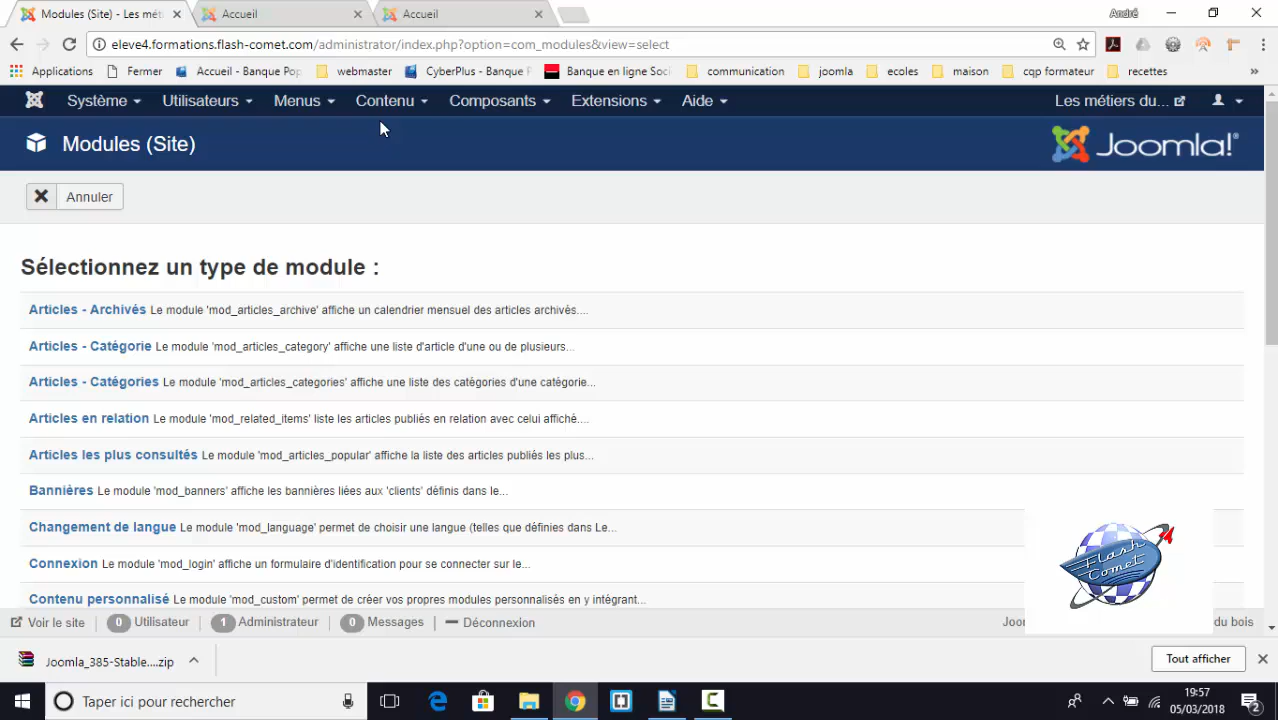 Modules (Site) - Les mét
Accueil
Accueil
André
eleve4.formations.flash-comet.com/administrator/index.php?option=com_modules&view=select
Applications
Fermer
Accueil - Banque Pop
webmaster
CyberPlus - Banque P
Banque en ligne Soci
communication
joomla
ecoles
maison
cqp formateur
recettes
»
Système
Utilisateurs
Menus
Contenu
Composants
Extensions
Aide
Les métiers du...
Modules (Site)
Joomla!®
Annuler
Sélectionnez un type de module :
Articles - Archivés Le module 'mod_articles_archive' affiche un calendrier mensuel des articles archivés....
Articles - Catégorie Le module 'mod_articles_category' affiche une liste d'article d'une ou de plusieurs...
Articles - Catégories Le module 'mod_articles_categories' affiche une liste des catégories d'une catégorie...
Articles en relation Le module 'mod_related_items' liste les articles publiés en relation avec celui affiché....
Articles les plus consultés Le module 'mod_articles_popular' affiche la liste des articles publiés les plus...
Bannières Le module 'mod_banners' affiche les bannières liées aux 'clients' définis dans le...
Changement de langue Le module 'mod_language' permet de choisir une langue (telles que définies dans Le...
Connexion Le module 'mod_login' affiche un formulaire d'identification pour se connecter sur le...
Contenu personnalisé Le module 'mod_custom' permet de créer vos propres modules personnalisés en y intégrant...
Flash
Comet
Voir le site
0 Utilisateur
1 Administrateur
0 Messages
Déconnexion
Joo
du bois
Joomla_385-Stable....zip
Tout afficher
Taper ici pour rechercher
19:57
05/03/2018
2